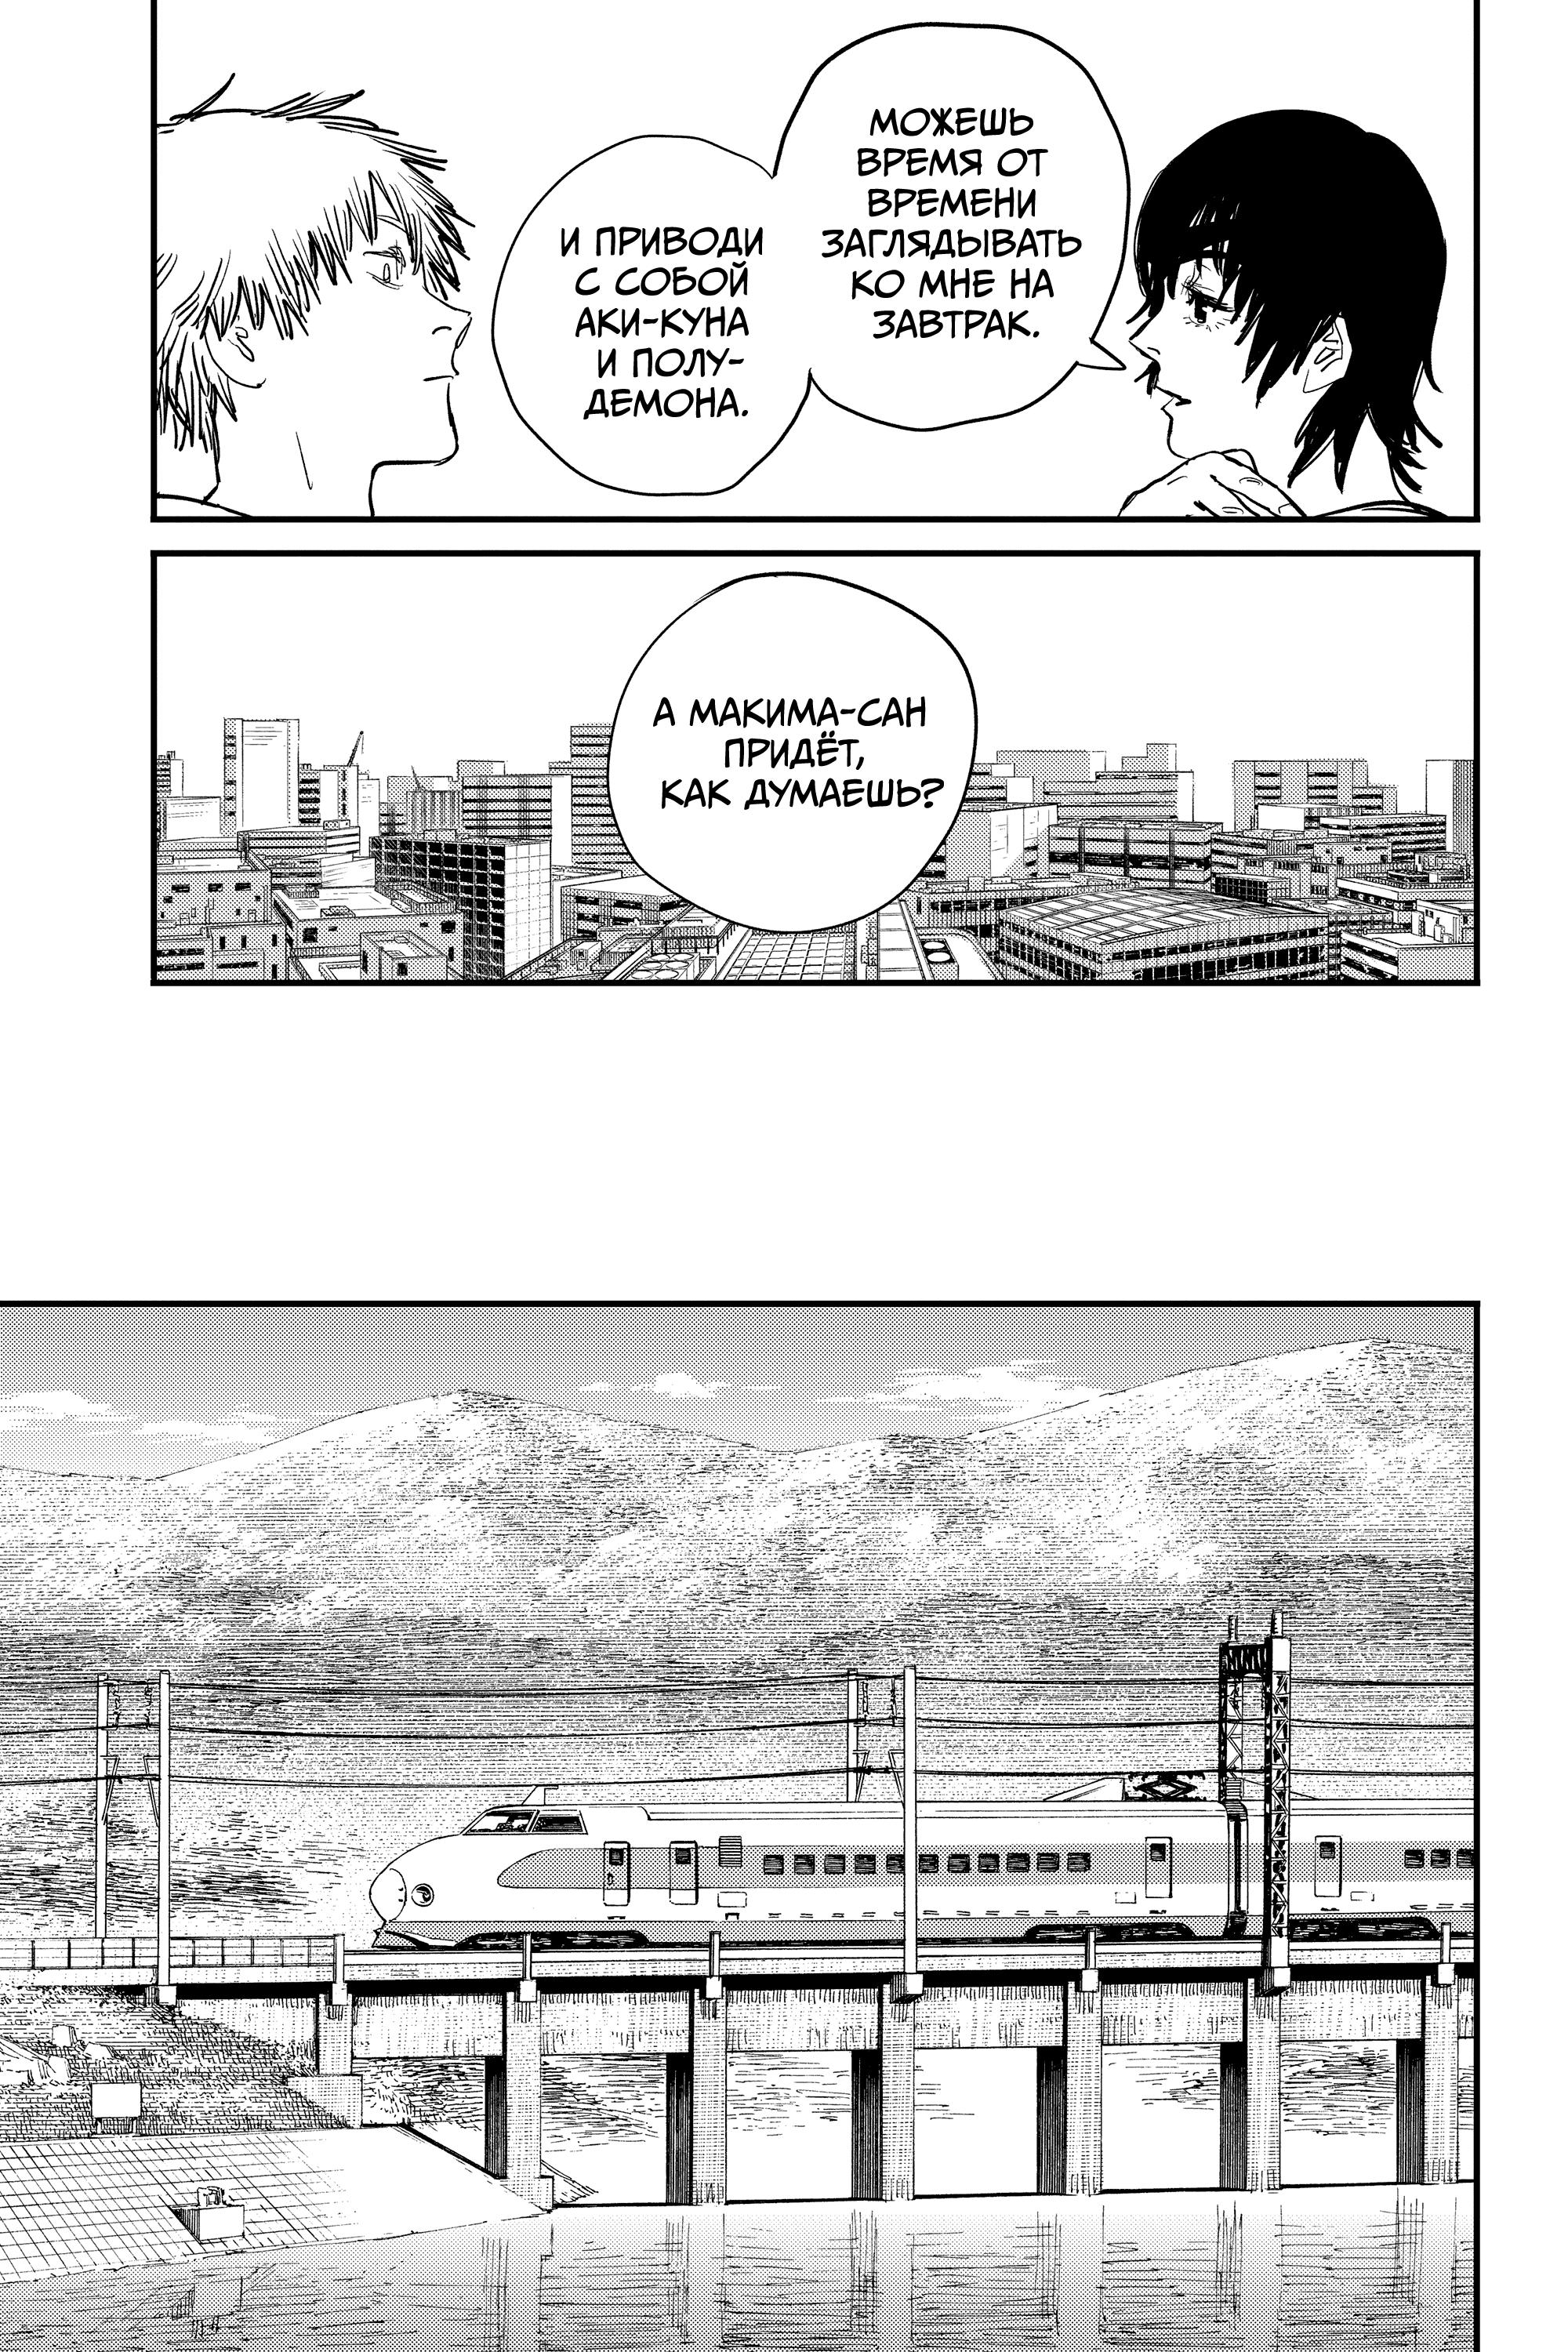 МОЖЕШЬ
ВРЕМЯ ОТ
ВРЕМЕНИ
ЗАГЛЯДЫВАТЬ
КО МНЕ НА
ЗАВТРАК.
И ПРИВОДИ
С СОБОЙ
АКИ-КУНА
И ПОЛУ-
ДЕМОНА.
А МАКИМА-САН
ПРИДЁТ,
КАК ДУМАЕШЬ?